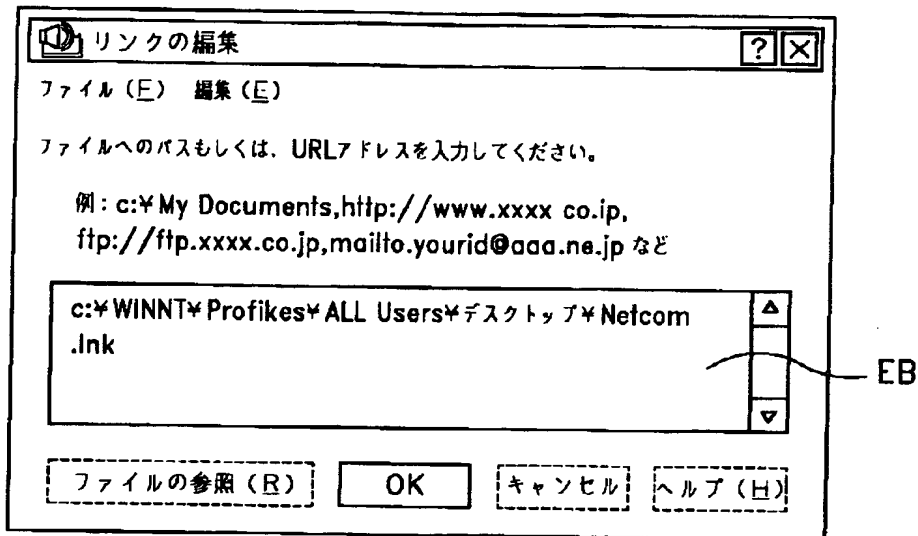 リンクの編集 ? X
ファイル(F) 編集(E)
ファイルへのパスもしくは、URLアドレスを入力してください。
例:c:¥My Documents,http://www.xxxx co.ip,
ftp://ftp.xxxx.co.jp,mailto.yourid@aaa.ne.jp など
c:¥WINNT¥Profikes¥ALL Users¥デスクトップ¥Netcom
.lnk
EB
ファイルの参照(R) OK キャンセル ヘルプ(H)